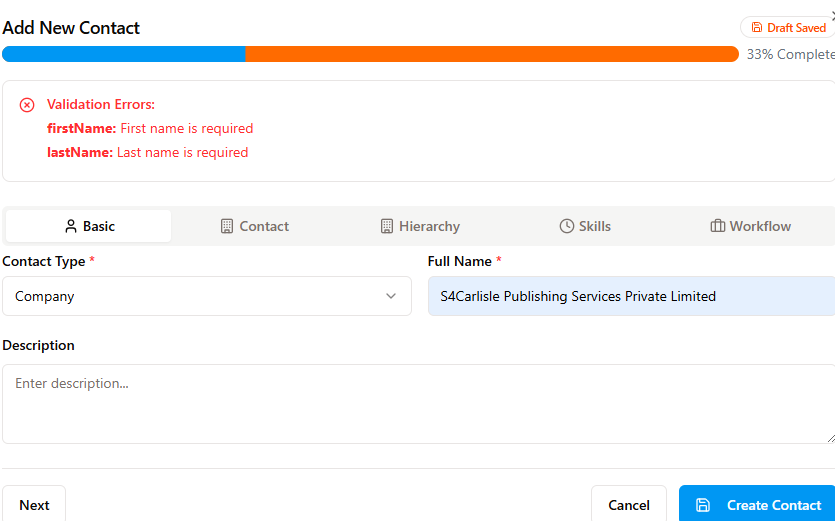 Add New Contact
Draft Saved
33% Complete
Validation Errors:
firstName: First name is required
lastName: Last name is required
Basic Contact Hierarchy Skills Workflow
Contact Type * Full Name *
Company S4Carlisle Publishing Services Private Limited
Description
Enter description...
Next Cancel Create Contact